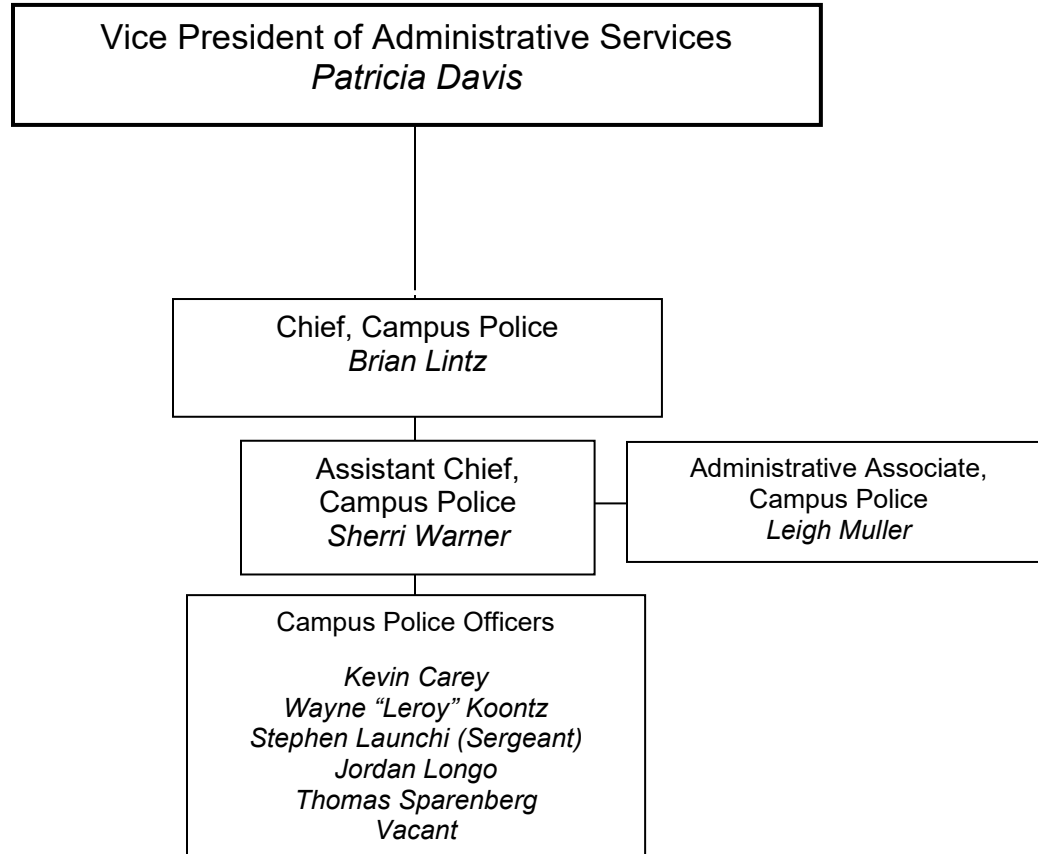 Vice President of Administrative Services
Patricia Davis
Chief, Campus Police
Brian Lintz
Assistant Chief,
Campus Police
Sherri Warner
Administrative Associate,
Campus Police
Leigh Muller
Campus Police Officers
Kevin Carey
Wayne “Leroy” Koontz
Stephen Launchi (Sergeant)
Jordan Longo
Thomas Sparenberg
Vacant